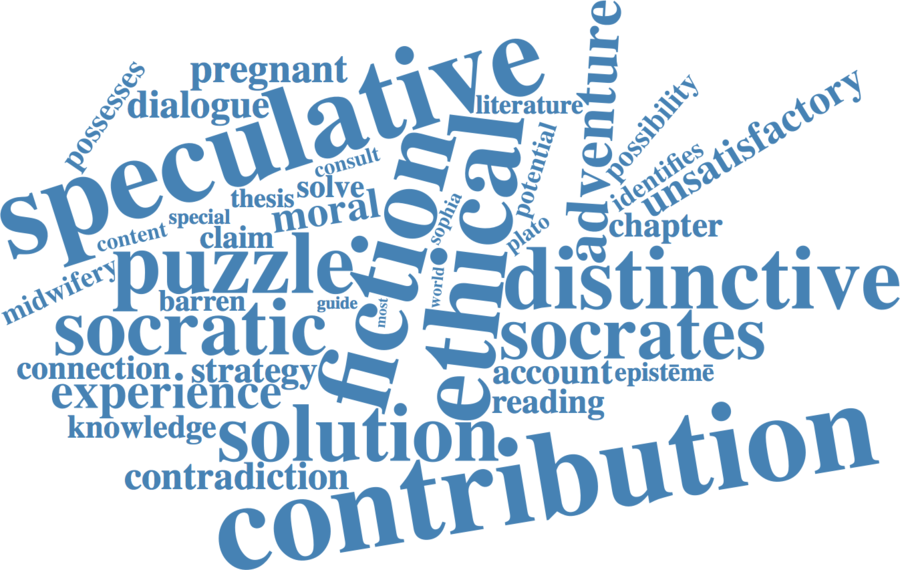 adventure
speculative
pregnant
possesses
dialogue
literature
possibility
unsatisfactory
identifies
potential
consult
solve
thesis
moral
special
sophia
chapter
plato
content
claim
fiction
ethical
midwifery
puzzle
distinctive
world
barren
guide
most
socratic
socrates
connection
strategy
account
epistēmē
experience
reading
knowledge
solution
contradiction
contribution